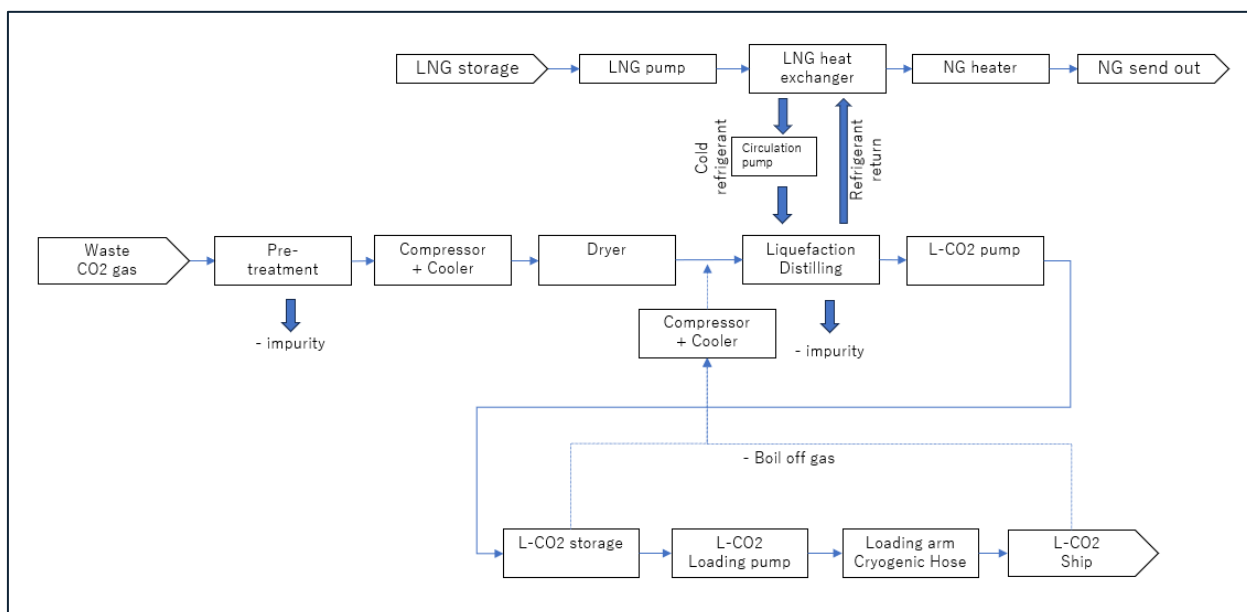 LNG storage
LNG pump
LNG heat
exchanger
NG heater
NG send out
Cold
refrigerant
Circulation
pump
Refrigerant
return
Waste
CO2 gas
Pre-
treatment
Compressor
+ Cooler
Dryer
Liquefaction
Distilling
L-CO2 pump
- impurity
Compressor
+ Cooler
- impurity
- Boil off gas
L-CO2 storage
L-CO2
Loading pump
Loading arm
Cryogenic Hose
L-CO2
Ship